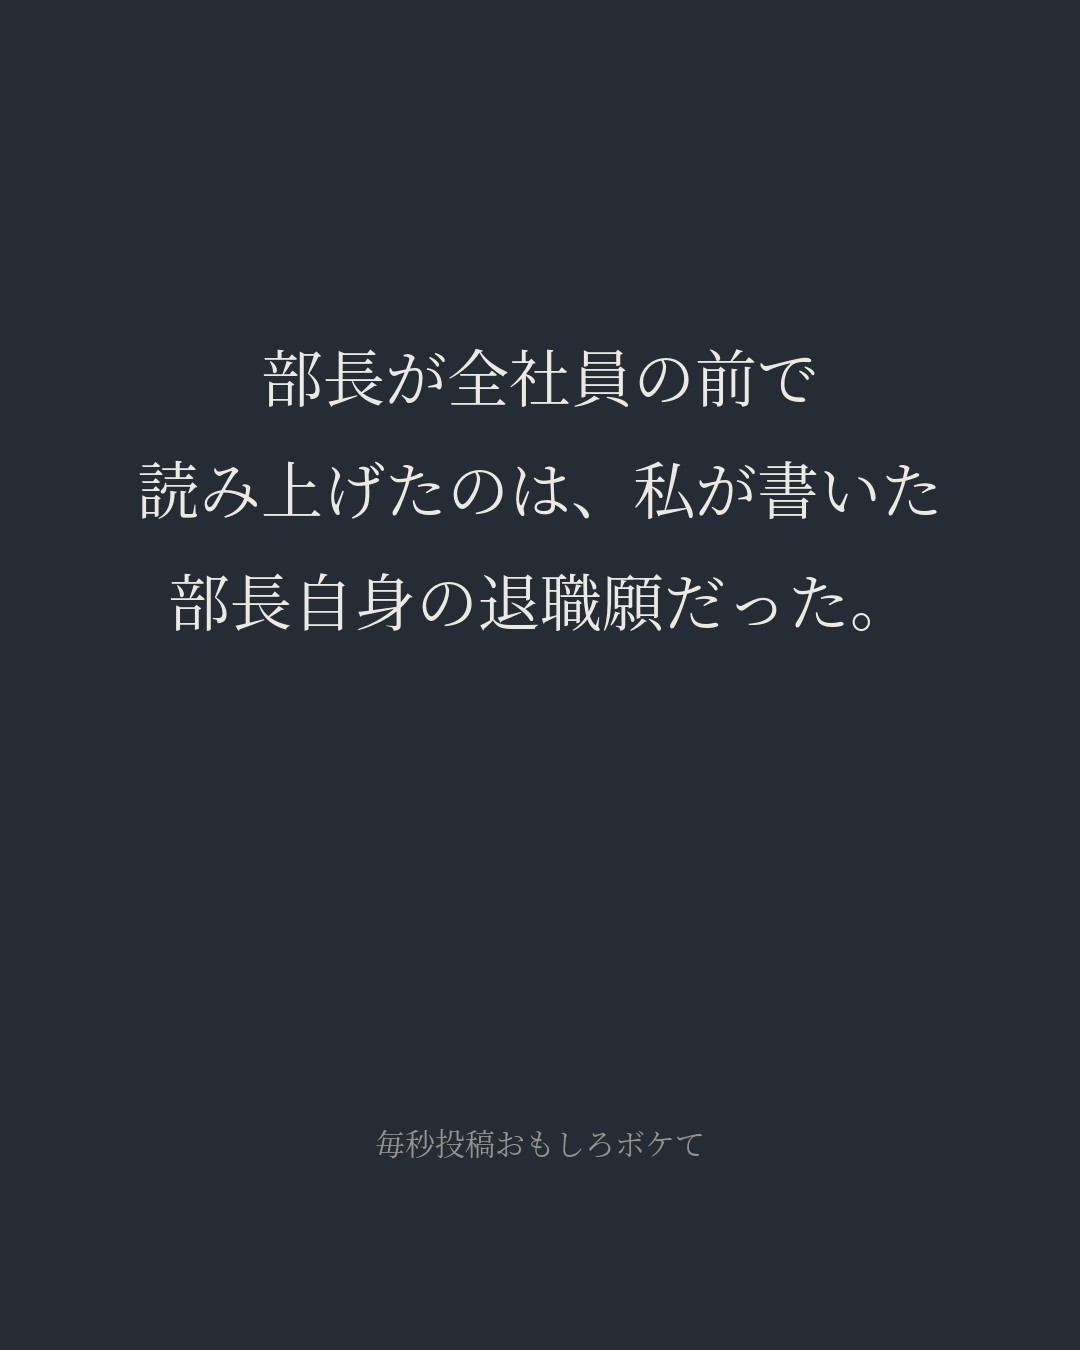 部長が全社員の前で
読み上げたのは、私が書いた
部長自身の退職願だった。
毎秒投稿おもしろボケて